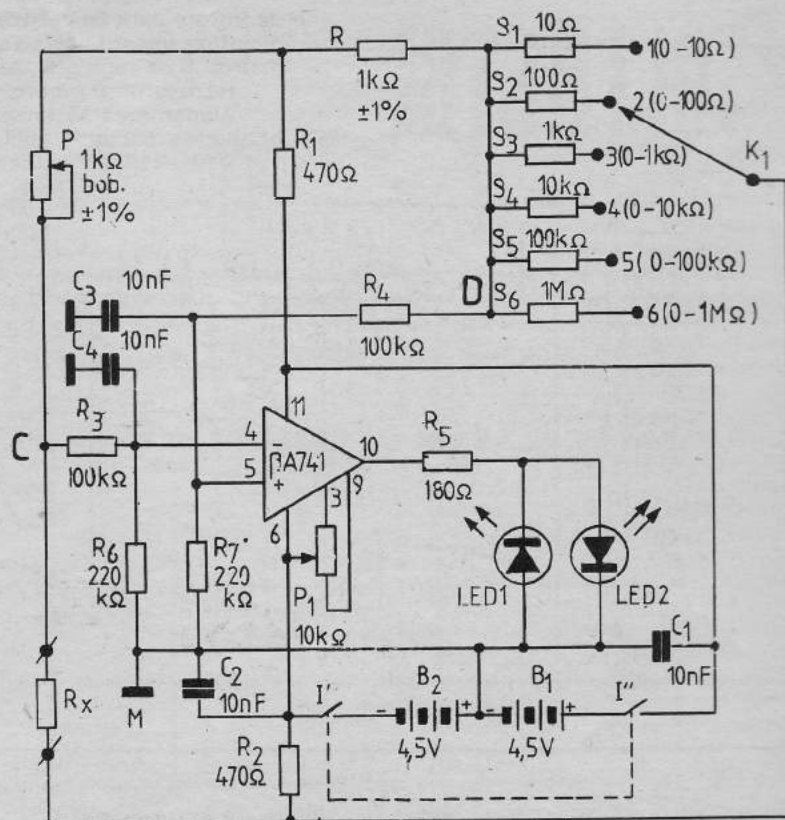 R
1kΩ
±1%
S1 10Ω
1(0-10Ω)
S2 100Ω
2(0-100Ω)
S3 1kΩ
3(0-1kΩ)
K1
S4 10kΩ
4(0-10kΩ)
S5 100kΩ
5(0-100kΩ)
S6 1MΩ
6(0-1MΩ)
P
1kΩ
bob.
±1%
R1
470Ω
C3 10nF
C4 10nF
R4
100kΩ
D
C
R3
100kΩ
4
5
11
βA741
-
+
10
9
3
6
R5
180Ω
R6
220
kΩ
R7
220
kΩ
P1
10kΩ
LED1
LED2
C1
10nF
Rx
M
C2
10nF
I'
- B2 +
4,5V
- B1 +
4,5V
I"
R2
470Ω